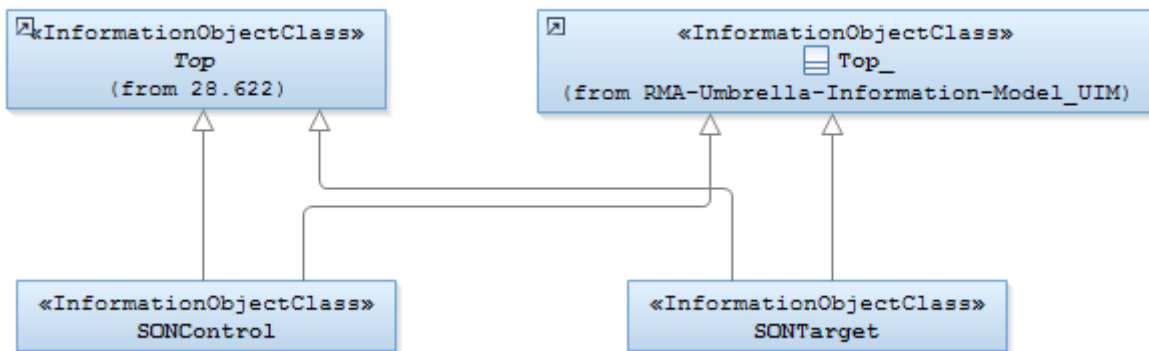 «InformationObjectClass»
Top
(from 28.622)
«InformationObjectClass»
Top_
(from RMA-Umbrella-Information-Model_UIM)
«InformationObjectClass»
SONControl
«InformationObjectClass»
SONTarget